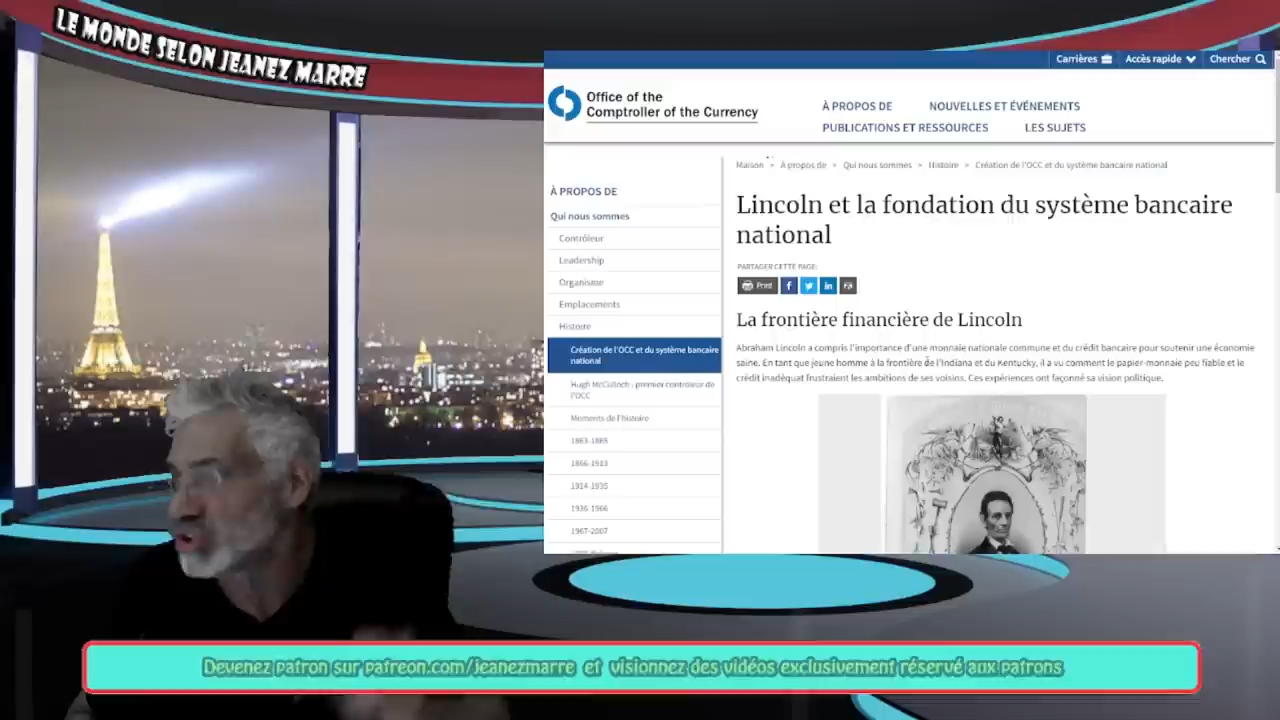 LE MONDE SELON JEANEZ MARRE
Carrières
Accès rapide
Chercher
Office of the
Comptroller of the Currency
À PROPOS DE
NOUVELLES ET ÉVÉNEMENTS
PUBLICATIONS ET RESSOURCES
LES SUJETS
Maison > À propos de > Qui nous sommes > Histoire > Création de l'OCC et du système bancaire national
À PROPOS DE
Qui nous sommes
Contrôleur
Leadership
Organisme
Emplacements
Histoire
Création de l'OCC et du système bancaire
national
Hugh McCulloch : premier contrôleur de
l'OCC
Moments de l'histoire
1863-1865
1866-1913
1914-1935
1936-1966
1967-2007
Lincoln et la fondation du système bancaire
national
PARTAGER CETTE PAGE:
Print
La frontière financière de Lincoln
Abraham Lincoln a compris l'importance d'une monnaie nationale commune et du crédit bancaire pour soutenir une économie
saine. En tant que jeune homme à la frontière de l'Indiana et du Kentucky, il a vu comment le papier-monnaie peu fiable et le
crédit inadéquat frustraient les ambitions de ses voisins. Ces expériences ont façonné sa vision politique.
Devenez patron sur patreon.com/jeanezmarre et visionnez des vidéos exclusivement réservé aux patrons